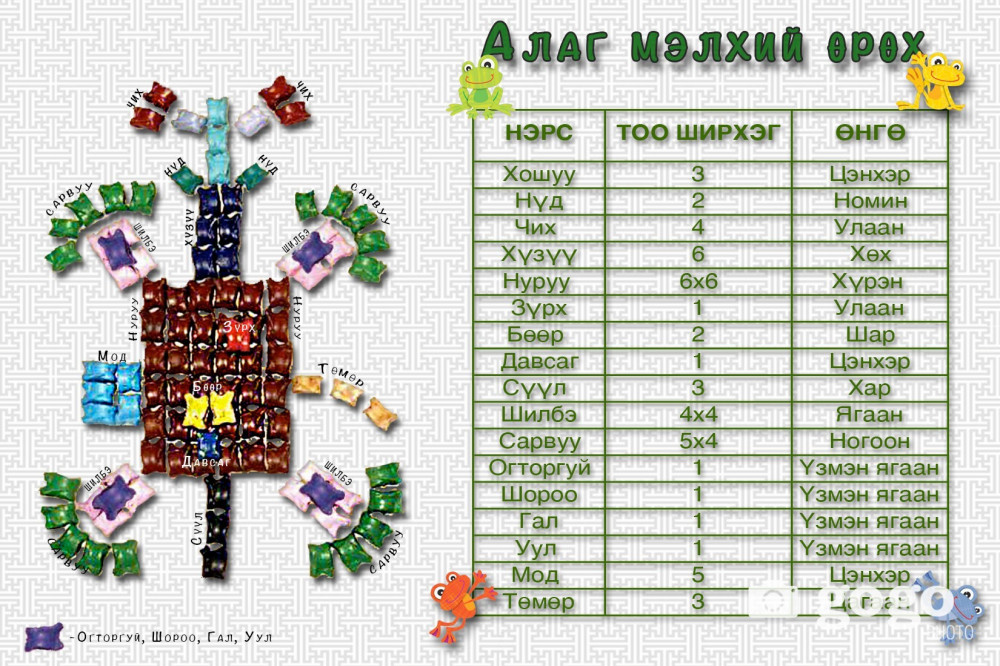 Алаг мэлхий өрөх
НЭРС ТОО ШИРХЭГ ӨНГӨ
Хошуу 3 Цэнхэр
Нүд 2 Номин
Чих 4 Улаан
Хүзүү 6 Хөх
Нуруу 6x6 Хүрэн
Зүрх 1 Улаан
Бөөр 2 Шар
Давсаг 1 Цэнхэр
Сүүл 3 Хар
Шилбэ 4x4 Ягаан
Сарвуу 5x4 Ногоон
Огторгуй 1 Үзмэн ягаан
Шороо 1 Үзмэн ягаан
Гал 1 Үзмэн ягаан
Уул 1 Үзмэн ягаан
Мод 5 Цэнхэр
Төмөр 3 Цагаан
gogo
PHOTO
Чих
Чих
Нүд
Нүд
Сарвуу
Сарвуу
Хүзүү
Шилбэ
Шилбэ
Нуруу
Нуруу
Зүрх
Мод
Төмөр
Бөөр
Давсаг
Шилбэ
Шилбэ
Сүүл
Сарвуу
Сарвуу
-Огторгуй, Шороо, Гал, Уул